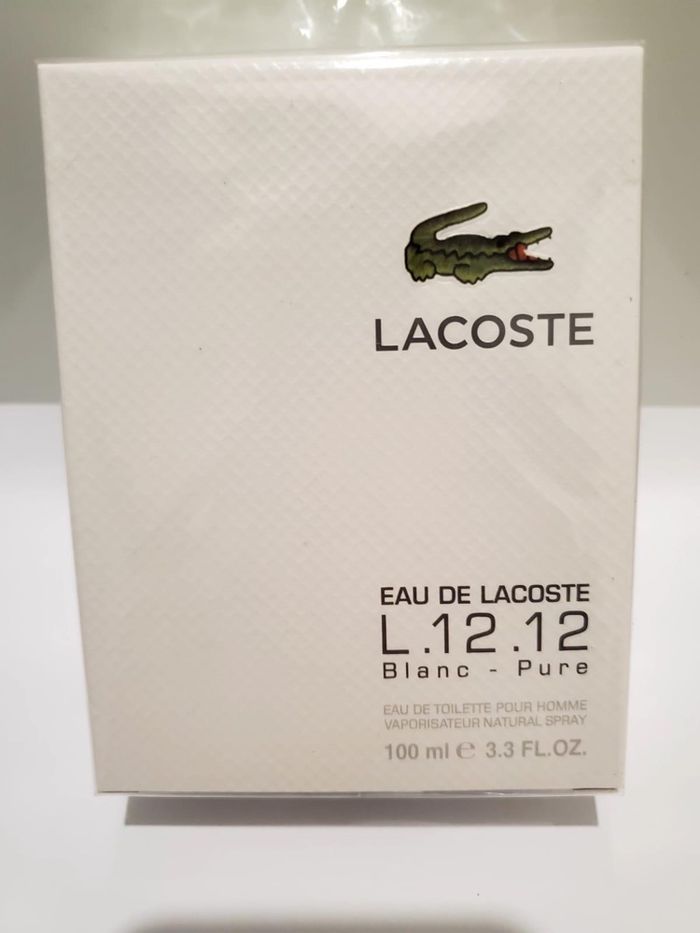 LACOSTE
EAU DE LACOSTE
L.12.12
Blanc - Pure
EAU DE TOILETTE POUR HOMME
VAPORISATEUR NATURAL SPRAY
100 ml ℮ 3.3 FL.OZ.